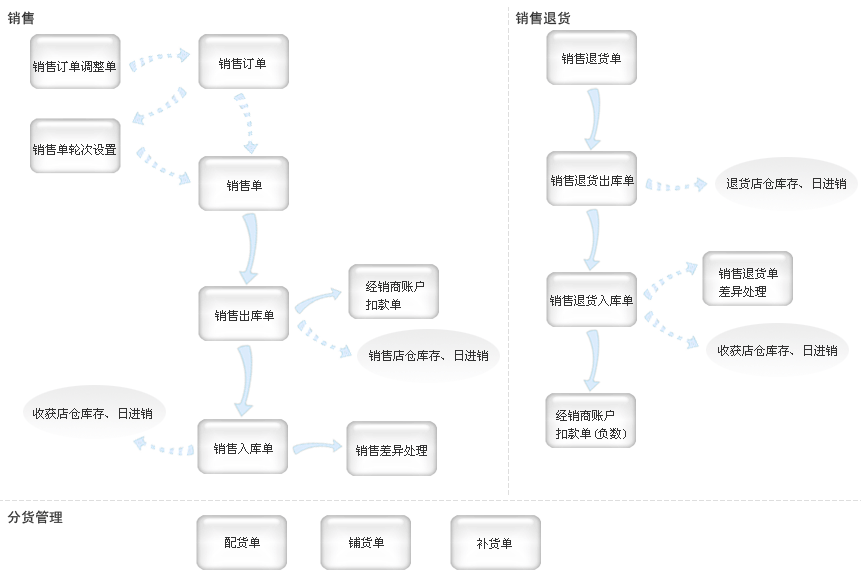 销售
销售订单调整单
销售订单
销售单轮次设置
销售单
销售出库单
经销商账户
扣款单
销售店仓库存、日进销
收获店仓库存、日进销
销售入库单
销售差异处理
销售退货
销售退货单
销售退货出库单
退货店仓库存、日进销
销售退货入库单
销售退货单
差异处理
收获店仓库存、日进销
经销商账户
扣款单(负数)
分货管理
配货单
铺货单
补货单